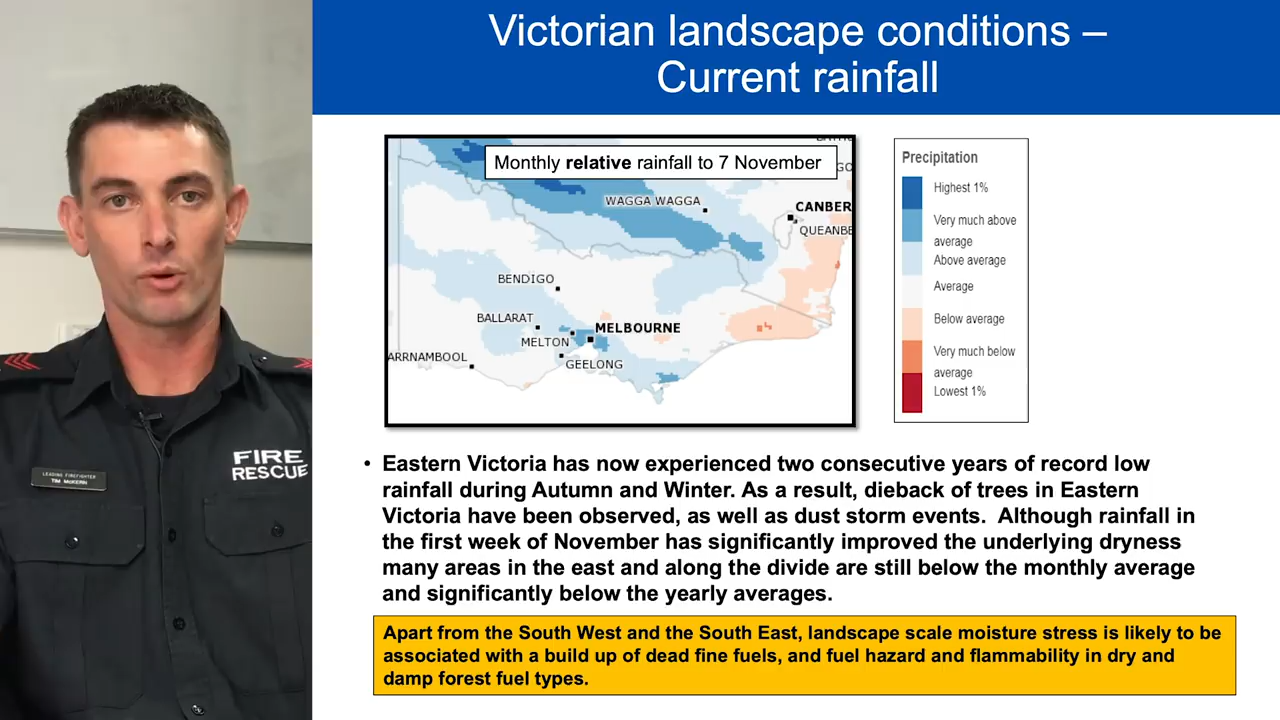 Victorian landscape conditions –
Current rainfall
Monthly relative rainfall to 7 November
WAGGA WAGGA
CANBER
QUEANBE
BENDIGO
BALLARAT
MELBOURNE
MELTON
ARRNAMBOOL
GEELONG
Precipitation
Highest 1%
Very much above
average
Above average
Average
Below average
Very much below
average
Lowest 1%
FIRE
RESCUE
LEADING FIREFIGHTER
TIM McKERN
• Eastern Victoria has now experienced two consecutive years of record low
rainfall during Autumn and Winter. As a result, dieback of trees in Eastern
Victoria have been observed, as well as dust storm events.  Although rainfall in
the first week of November has significantly improved the underlying dryness
many areas in the east and along the divide are still below the monthly average
and significantly below the yearly averages.
Apart from the South West and the South East, landscape scale moisture stress is likely to be
associated with a build up of dead fine fuels, and fuel hazard and flammability in dry and
damp forest fuel types.